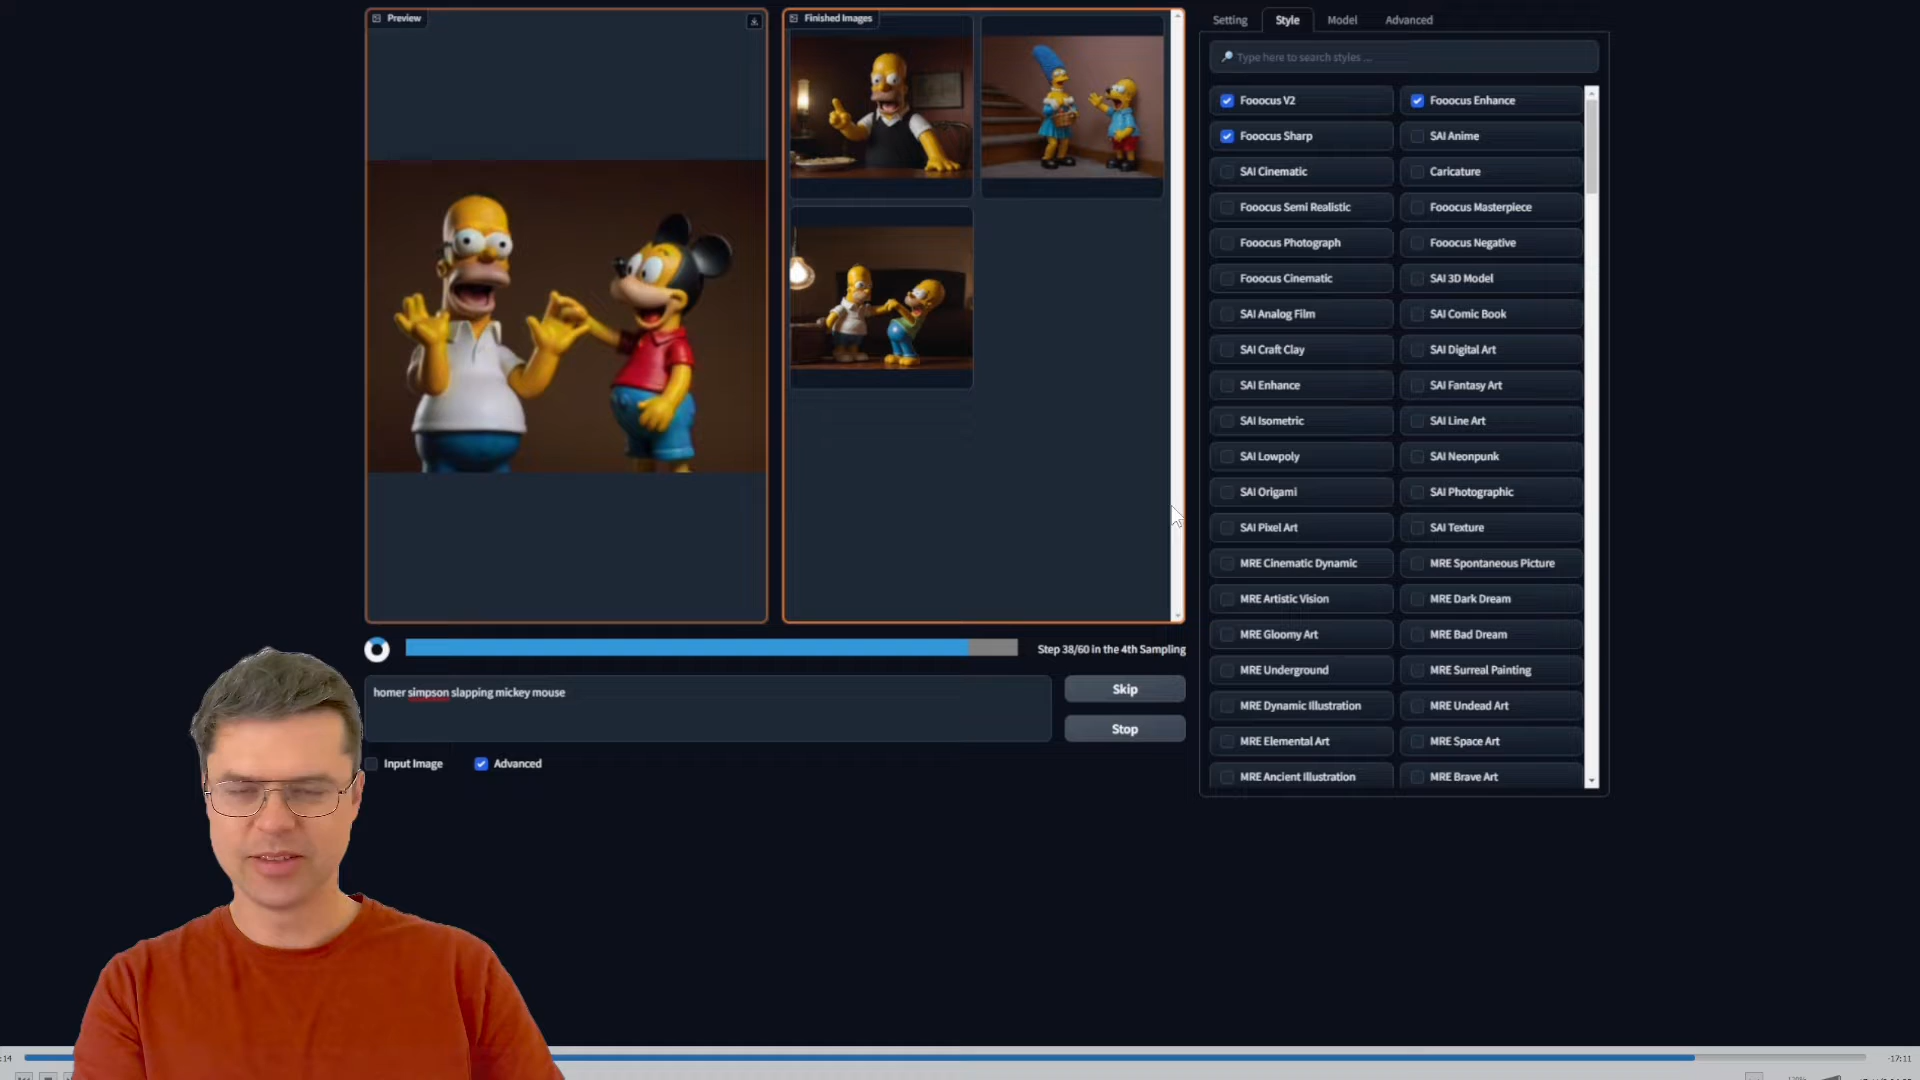 Preview
Finished Images
Setting
Style
Model
Advanced
Type here to search styles ...
Fooocus V2
Fooocus Enhance
Fooocus Sharp
SAI Anime
SAI Cinematic
Caricature
Fooocus Semi Realistic
Fooocus Masterpiece
Fooocus Photograph
Fooocus Negative
Fooocus Cinematic
SAI 3D Model
SAI Analog Film
SAI Comic Book
SAI Craft Clay
SAI Digital Art
SAI Enhance
SAI Fantasy Art
SAI Isometric
SAI Line Art
SAI Lowpoly
SAI Neonpunk
SAI Origami
SAI Photographic
SAI Pixel Art
SAI Texture
MRE Cinematic Dynamic
MRE Spontaneous Picture
MRE Artistic Vision
MRE Dark Dream
MRE Gloomy Art
MRE Bad Dream
MRE Underground
MRE Surreal Painting
MRE Dynamic Illustration
MRE Undead Art
MRE Elemental Art
MRE Space Art
MRE Ancient Illustration
MRE Brave Art
Step 38/60 in the 4th Sampling
homer simpson slapping mickey mouse
Skip
Stop
Input Image
Advanced
:14
-17:11